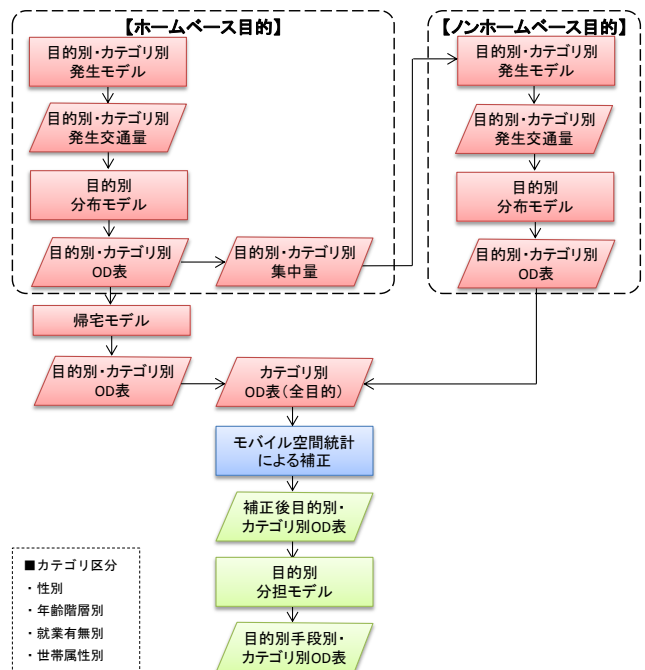 【ホームベース目的】
目的別・カテゴリ別
発生モデル
目的別・カテゴリ別
発生交通量
目的別
分布モデル
目的別・カテゴリ別
OD表
目的別・カテゴリ別
集中量
【ノンホームベース目的】
目的別・カテゴリ別
発生モデル
目的別・カテゴリ別
発生交通量
目的別
分布モデル
目的別・カテゴリ別
OD表
帰宅モデル
目的別・カテゴリ別
OD表
カテゴリ別
OD表(全目的)
モバイル空間統計
による補正
補正後目的別・
カテゴリ別OD表
目的別
分担モデル
目的別手段別・
カテゴリ別OD表
■カテゴリ区分
・性別
・年齢階層別
・就業有無別
・世帯属性別